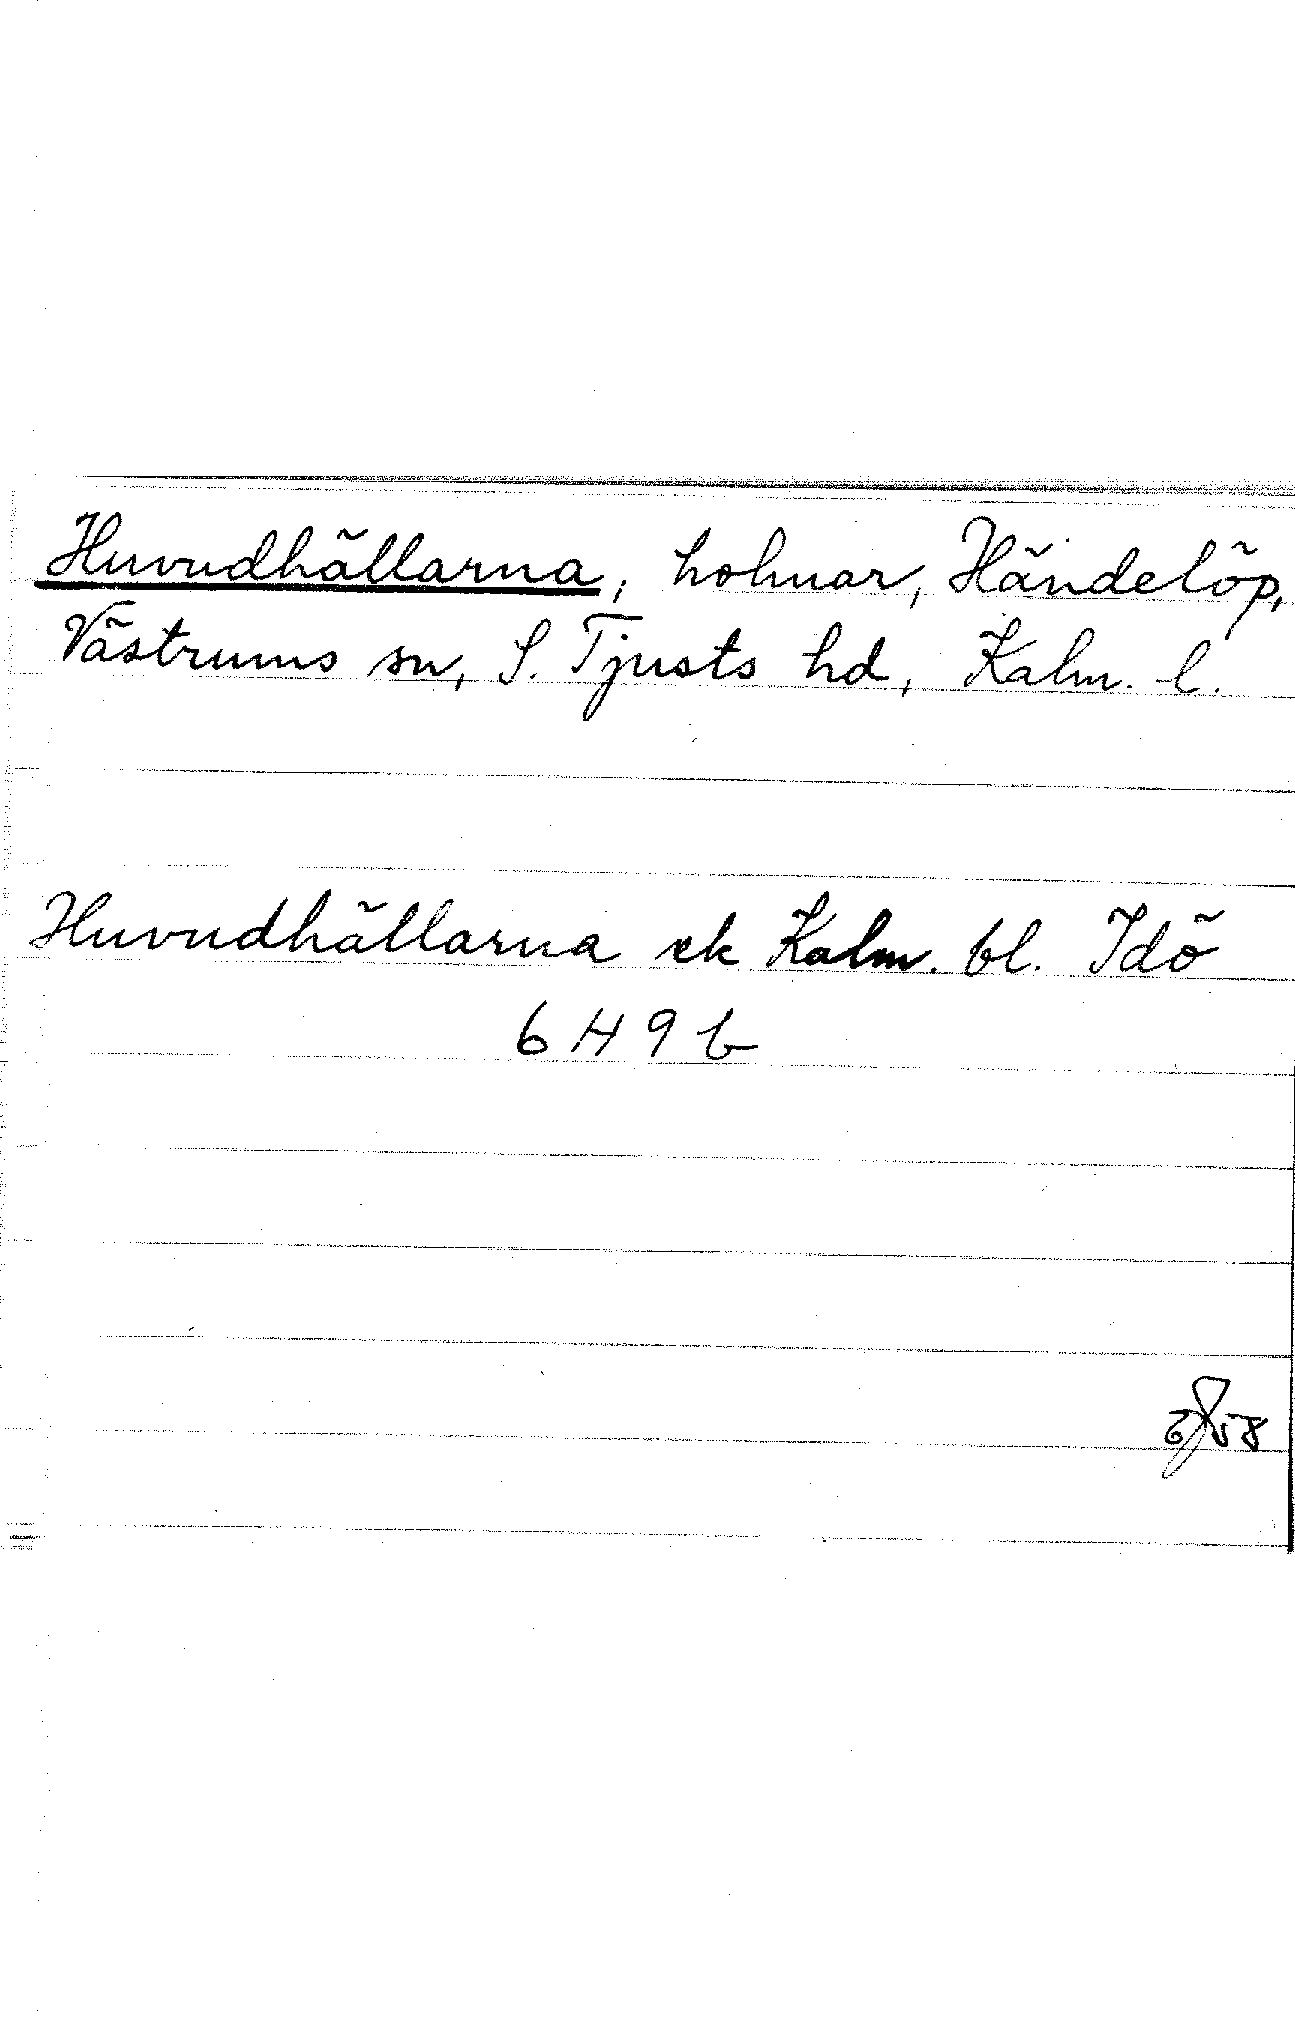 Huvudhällarna, holmar, Händelöp,
Västrums sn, S. Tjusts hd, Kalm. l.
Huvudhällarna ek Kalm. bl. Idö
6 H 9 b